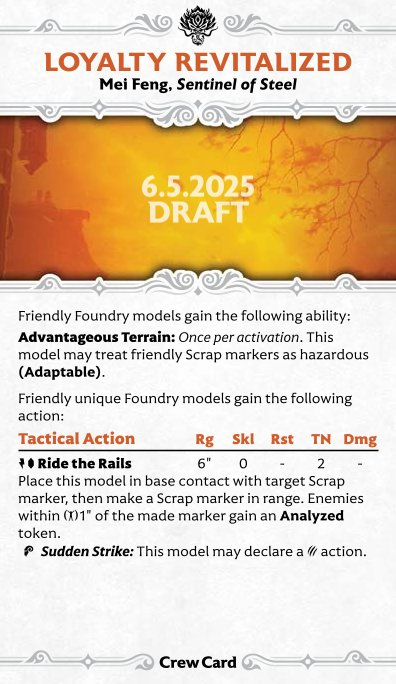 LOYALTY REVITALIZED
Mei Feng, Sentinel of Steel
6.5.2025
DRAFT
Friendly Foundry models gain the following ability:
Advantageous Terrain: Once per activation. This
model may treat friendly Scrap markers as hazardous
(Adaptable).
Friendly unique Foundry models gain the following
action:
Tactical Action Rg Skl Rst TN Dmg
Ride the Rails 6" 0 - 2 -
Place this model in base contact with target Scrap
marker, then make a Scrap marker in range. Enemies
within 1" of the made marker gain an Analyzed
token.
Sudden Strike: This model may declare a action.
Crew Card